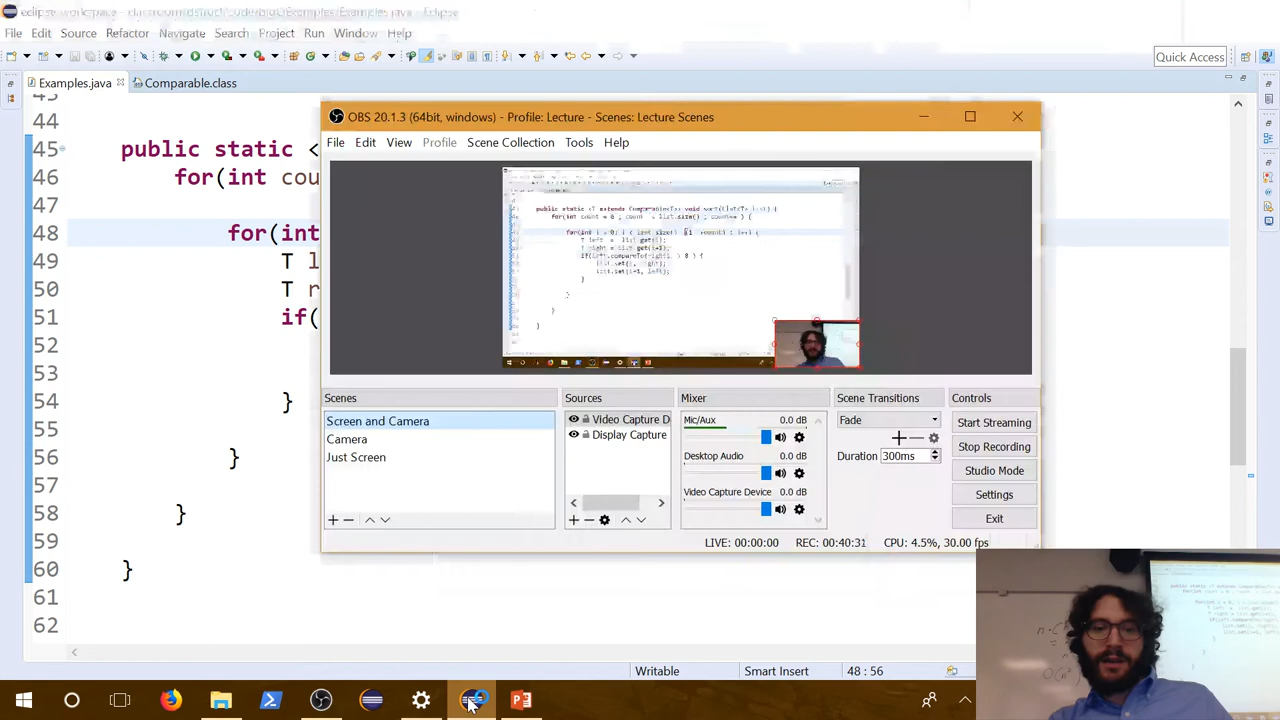 File Edit Source Refactor Navigate Search Project Run Window Help
Quick Access
Examples.java Comparable.class
44
45 public static <
46 for(int cou
47
48 for(int
49 T l
50 T r
51 if(
52
53
54 }
55
56 }
57
58 }
59
60 }
61
62
OBS 20.1.3 (64bit, windows) - Profile: Lecture - Scenes: Lecture Scenes
File Edit View Profile Scene Collection Tools Help
Scenes
Screen and Camera
Camera
Just Screen
Sources
Video Capture D
Display Capture
Mixer
Mic/Aux 0.0 dB
Desktop Audio 0.0 dB
Video Capture Device 0.0 dB
Scene Transitions
Fade
Duration 300ms
Controls
Start Streaming
Stop Recording
Studio Mode
Settings
Exit
LIVE: 00:00:00 REC: 00:40:31 CPU: 4.5%, 30.00 fps
Writable Smart Insert 48 : 56